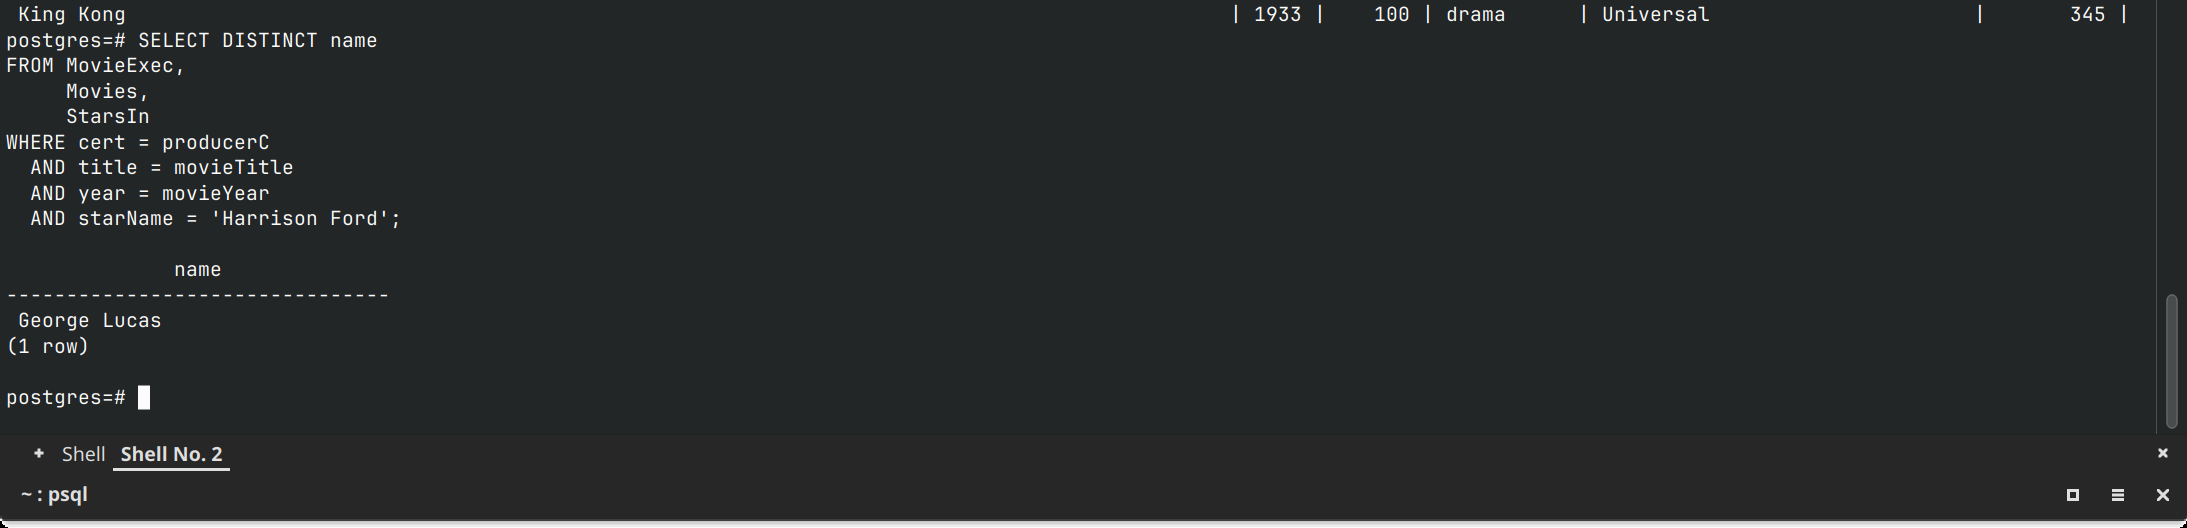 King Kong | 1933 | 100 | drama | Universal | 345 |
postgres=# SELECT DISTINCT name
FROM MovieExec,
     Movies,
     StarsIn
WHERE cert = producerC
  AND title = movieTitle
  AND year = movieYear
  AND starName = 'Harrison Ford';
              name
--------------------------------
 George Lucas
(1 row)
postgres=#
Shell Shell No. 2
~ : psql